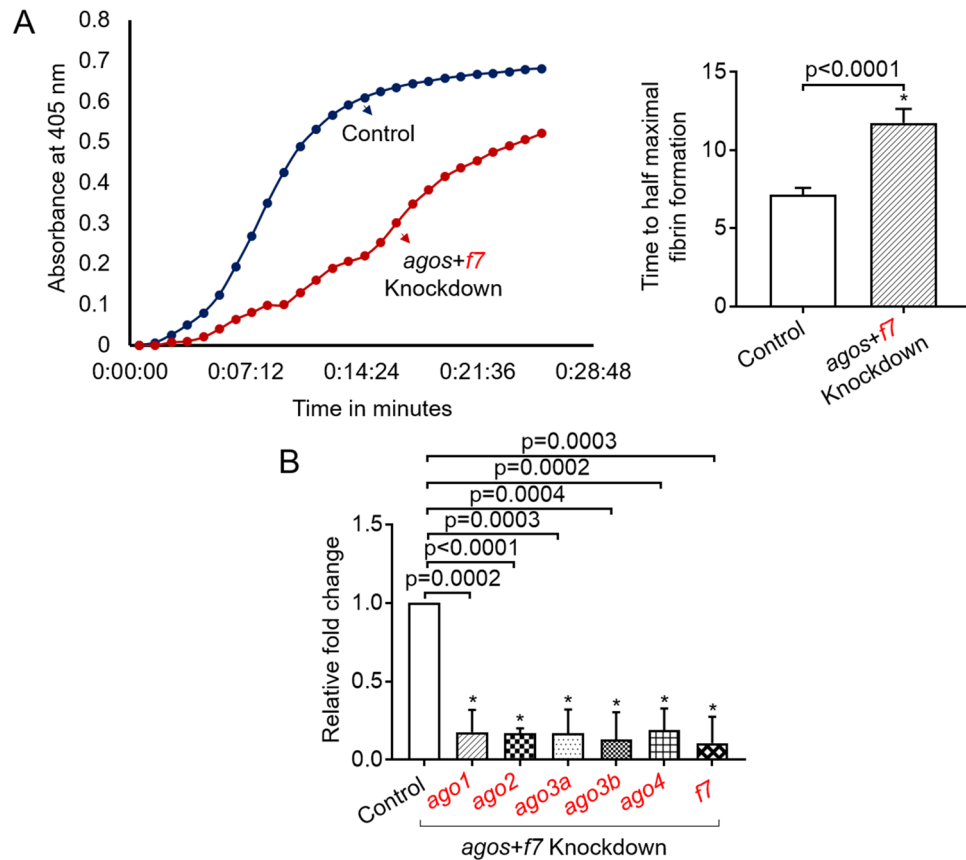 A
Absorbance at 405 nm
0.8
0.7
0.6
0.5
0.4
0.3
0.2
0.1
0
0:00:00 0:07:12 0:14:24 0:21:36 0:28:48
Time in minutes
Control
agos+f7
Knockdown
Time to half maximal
fibrin formation
15
10
5
0
p<0.0001
*
Control
agos+f7
Knockdown
B
Relative fold change
1.5
1.0
0.5
0.0
p=0.0003
p=0.0002
p=0.0004
p=0.0003
p<0.0001
p=0.0002
* * * * * *
Control ago1 ago2 ago3a ago3b ago4 f7
agos+f7 Knockdown